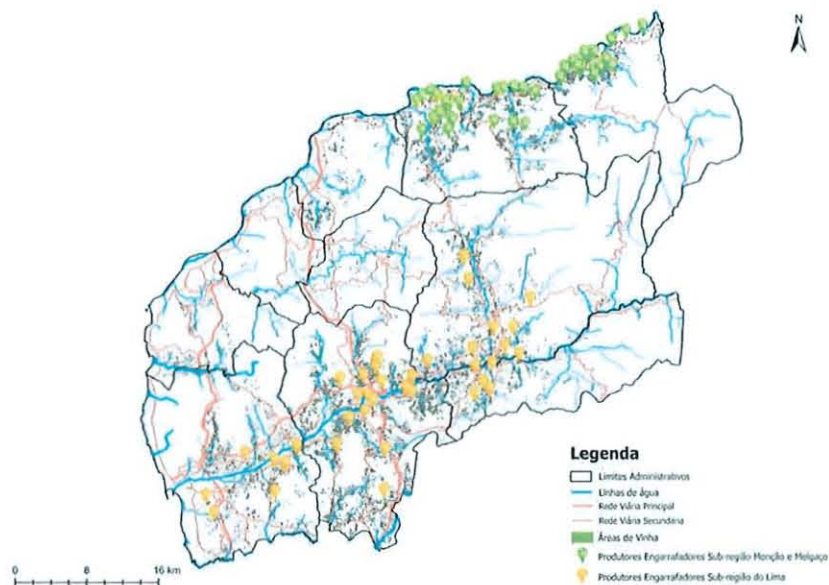 N
Legenda
Limites Administrativos
Linhas de água
Rede Viária Principal
Rede Viária Secundária
Áreas de Vinha
Produtores Engarrafadores Sub-região Monção e Melgaço
Produtores Engarrafadores Sub-região do Lima
0 8 16 km